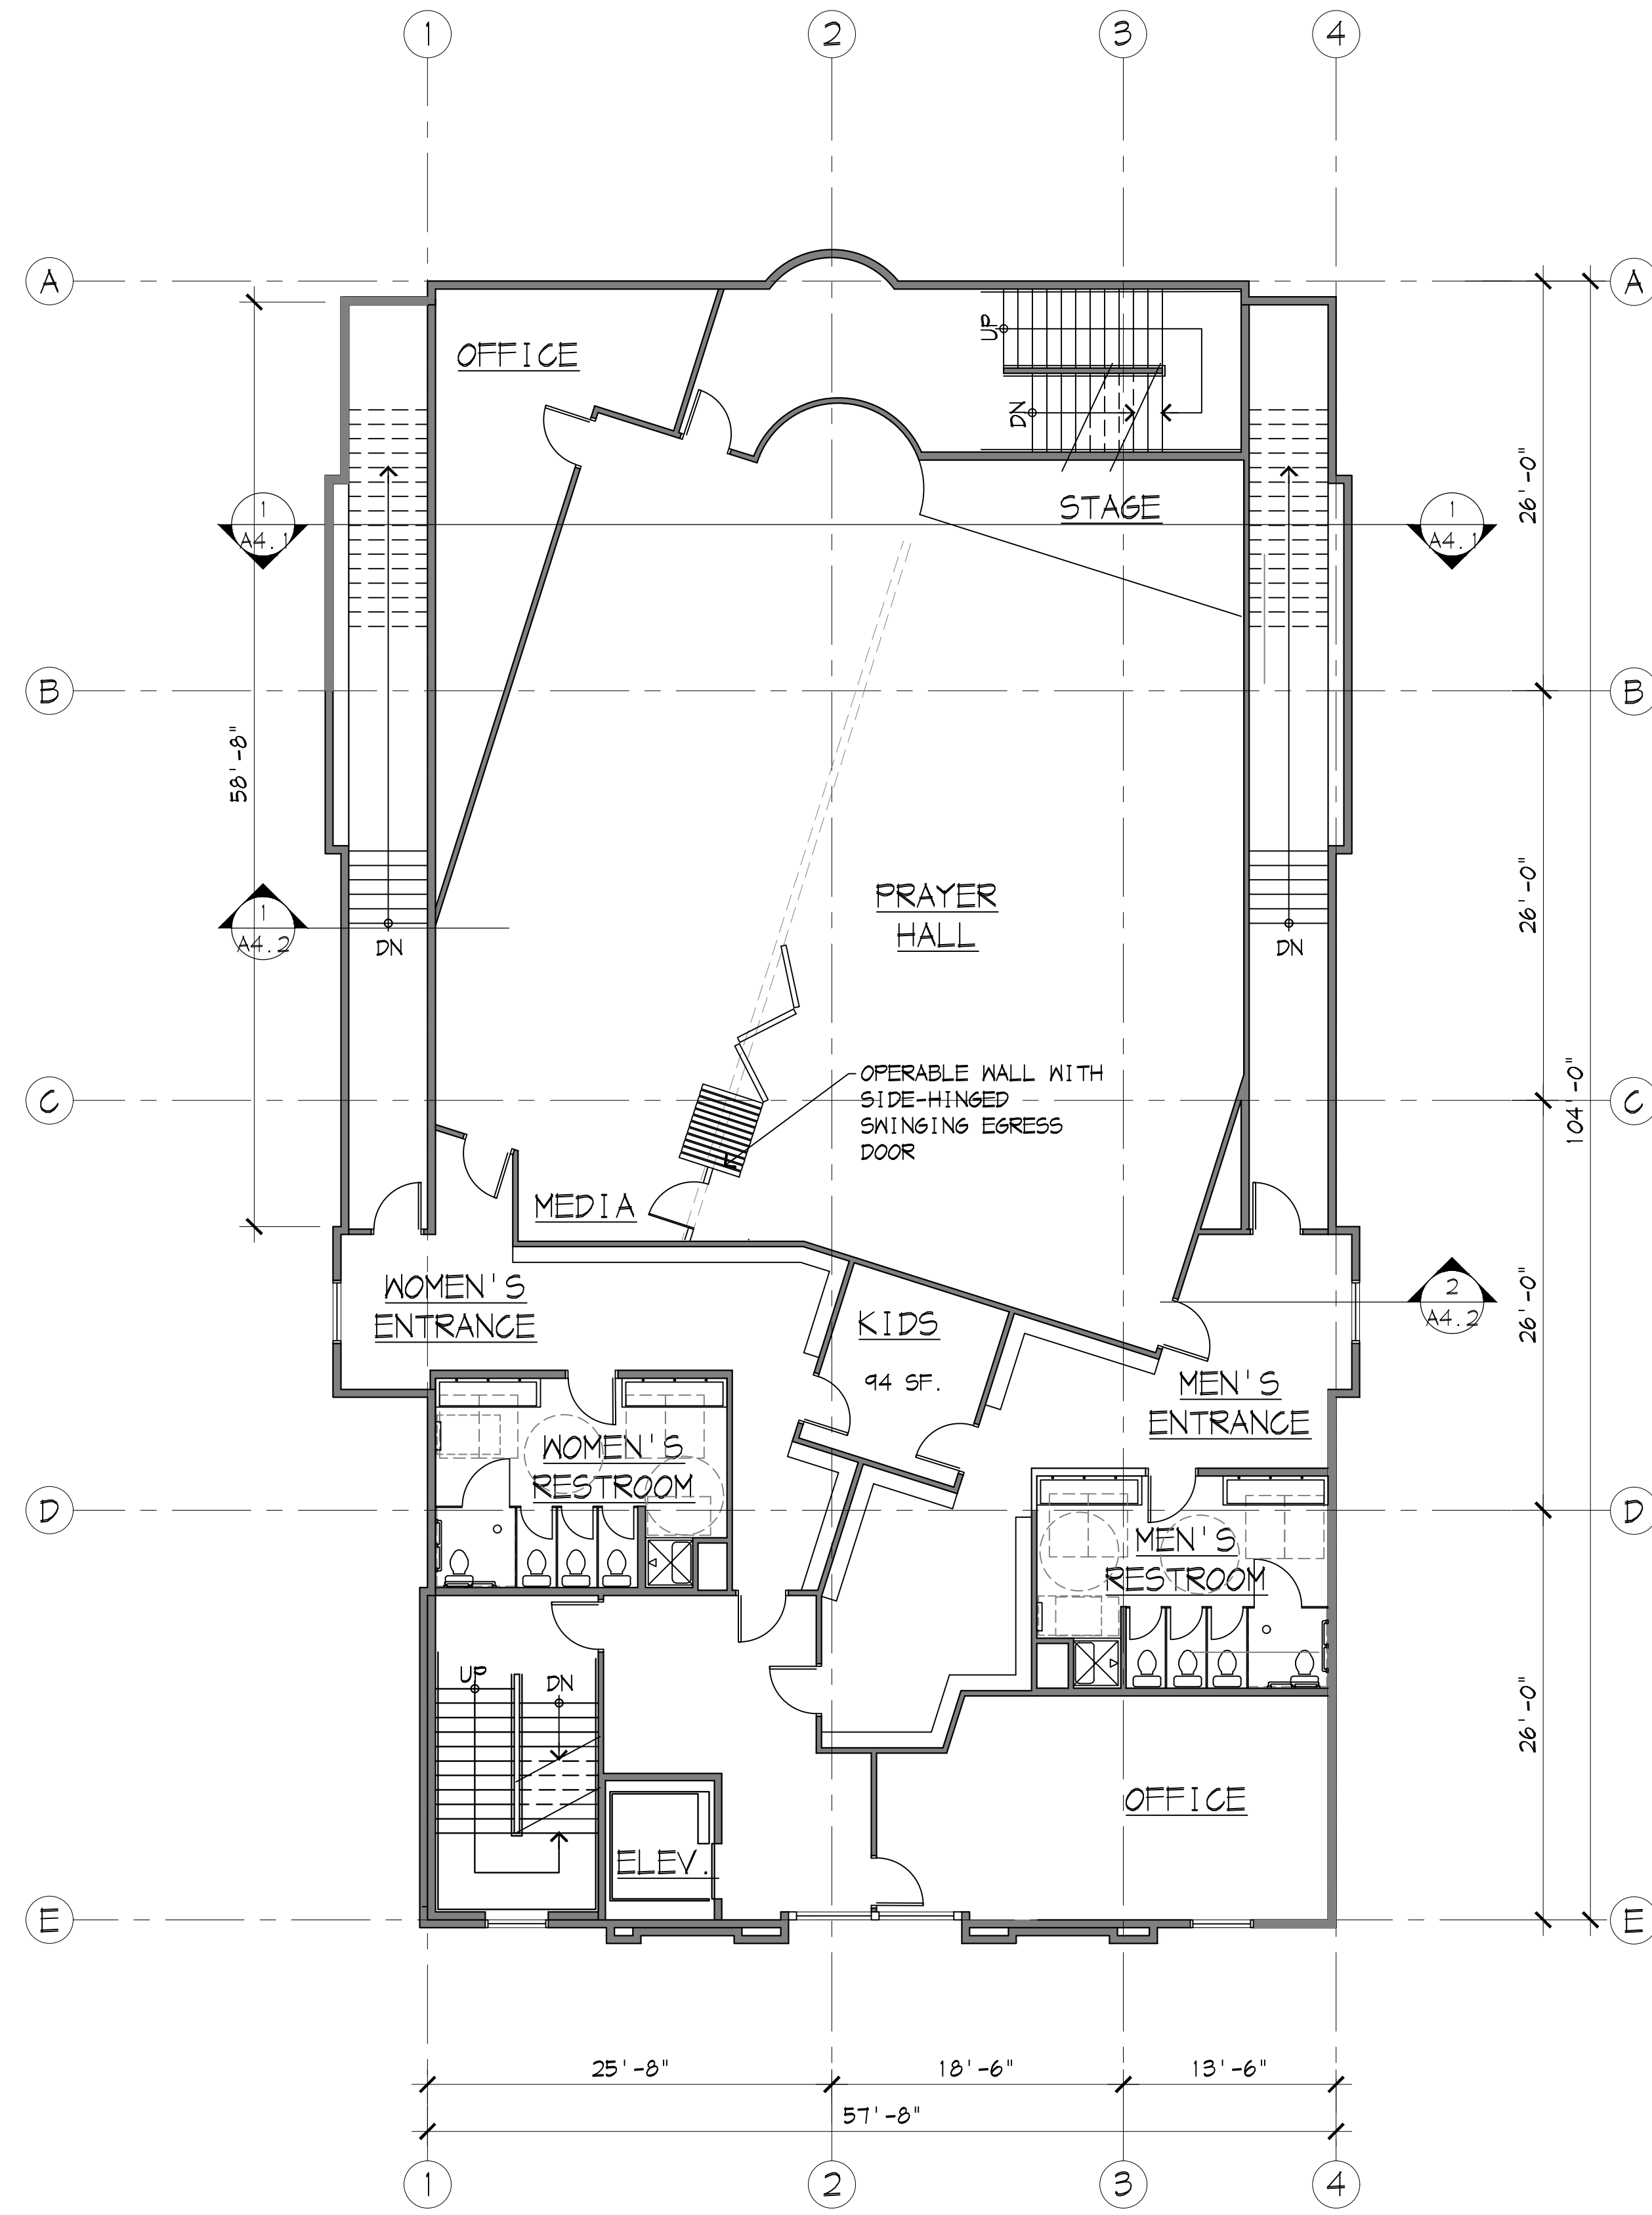 1
2
3
4
A
A
OFFICE
UP
DN
STAGE
26'-0"
1
A4.1
1
A4.1
B
B
58'-8"
PRAYER
HALL
26'-0"
1
A4.2
DN
DN
OPERABLE WALL WITH
SIDE-HINGED
SWINGING EGRESS
DOOR
C
C
104'-0"
MEDIA
WOMEN'S
ENTRANCE
KIDS
94 SF.
26'-0"
2
A4.2
MEN'S
ENTRANCE
WOMEN'S
RESTROOM
D
D
MEN'S
RESTROOM
UP
DN
26'-0"
OFFICE
ELEV.
E
E
25'-8"
18'-6"
13'-6"
57'-8"
1
2
3
4